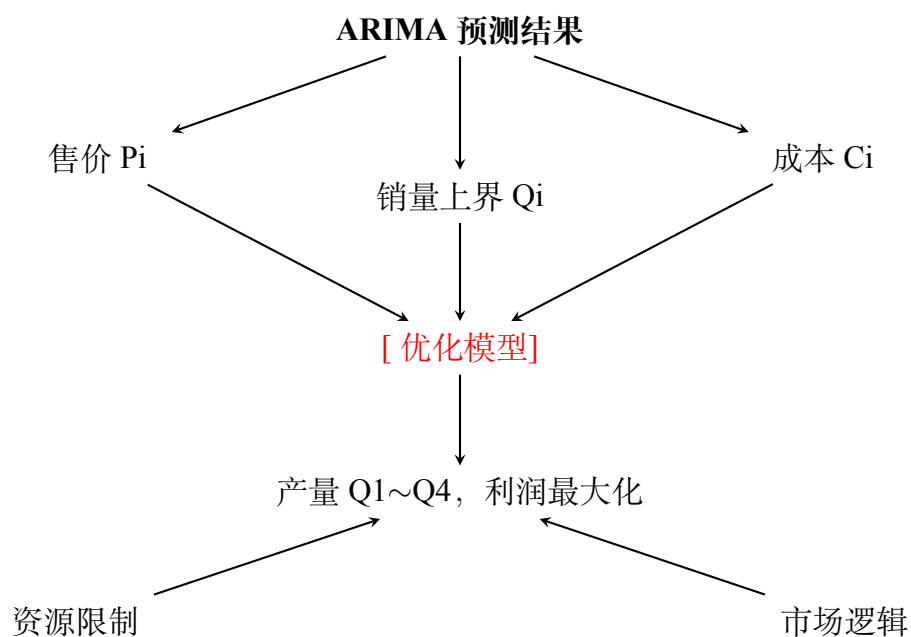 ARIMA 预测结果
售价 Pi
成本 Ci
销量上界 Qi
[ 优化模型]
产量 Q1~Q4，利润最大化
资源限制
市场逻辑